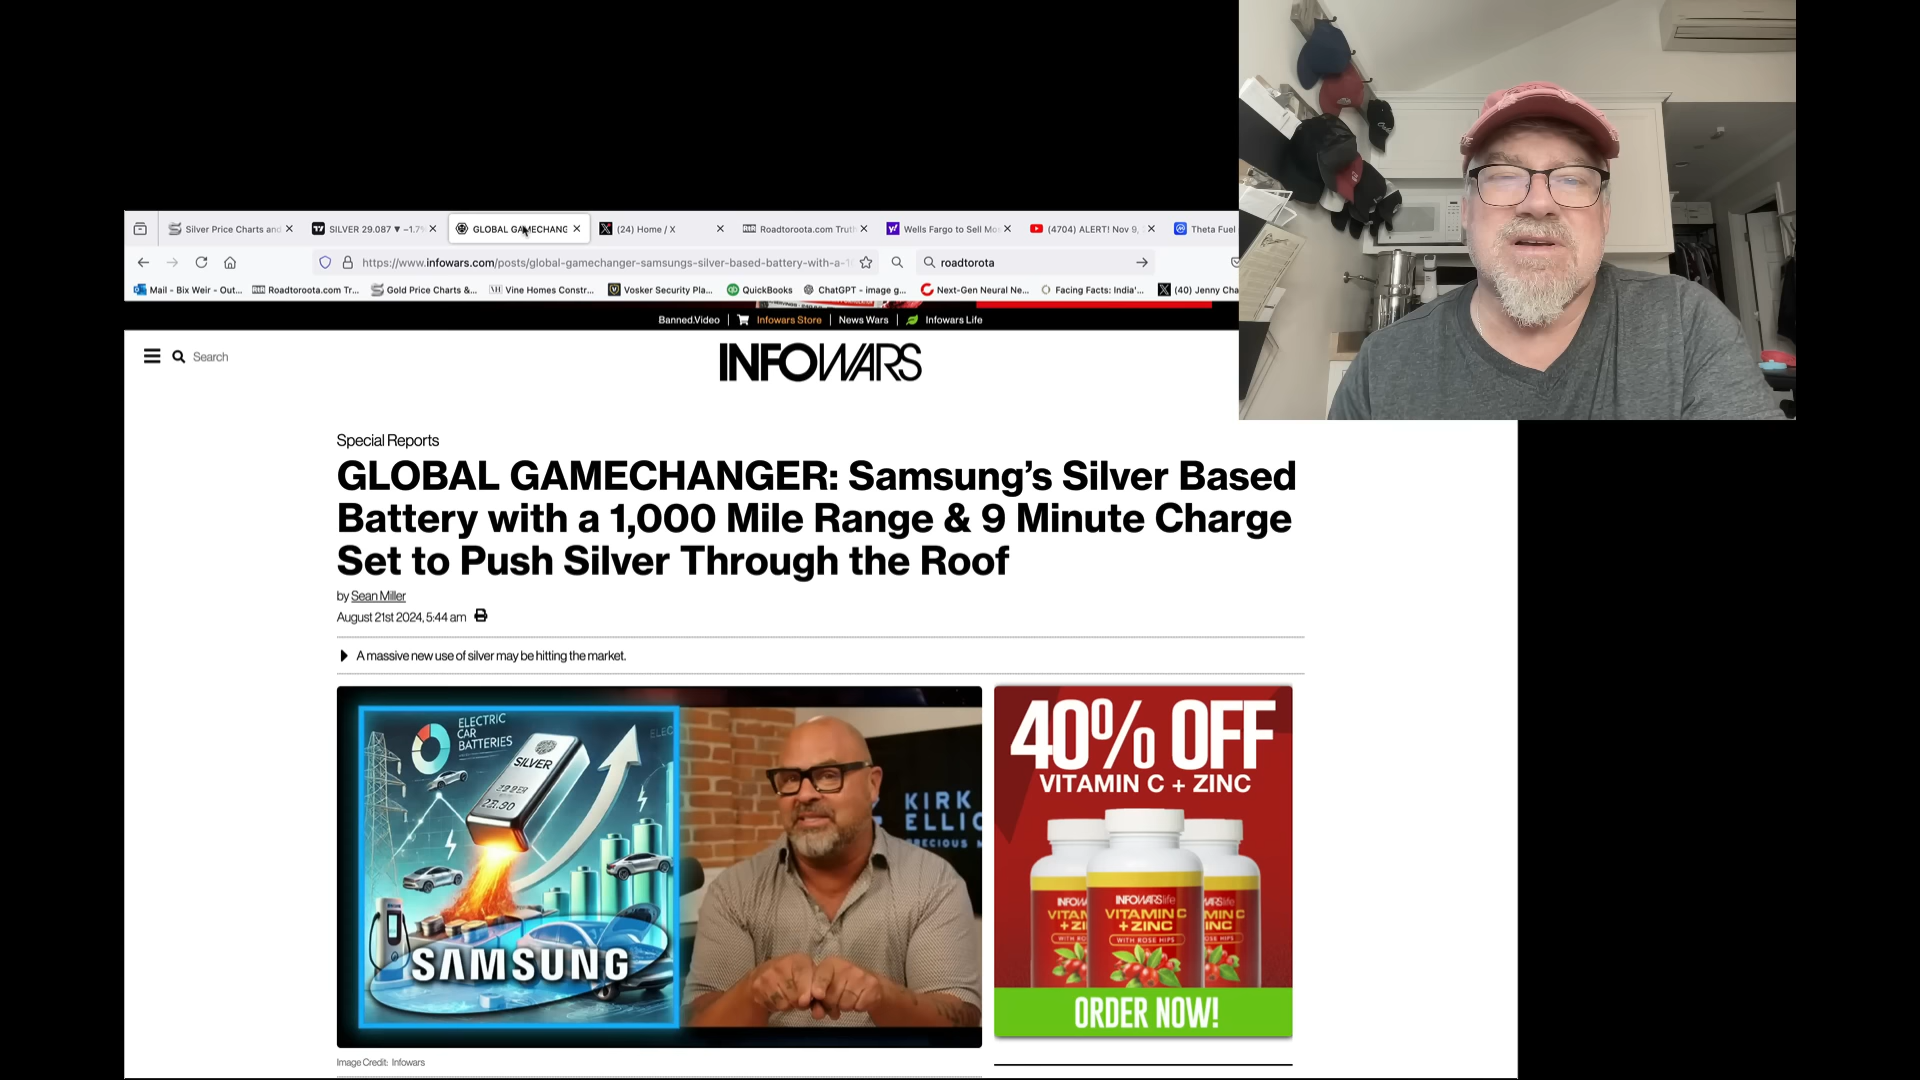 Silver Price Charts and
SILVER 29.087 ▼ −1.7%
GLOBAL GAMECHANG
(24) Home / X
Roadtoroota.com Trut
Wells Fargo to Sell Mo
(4704) ALERT! Nov 9,
Theta Fuel
https://www.infowars.com/posts/global-gamechanger-samsungs-silver-based-battery-with-a-1
roadtorota
Mail - Bix Weir - Out...
Roadtoroota.com Tr...
Gold Price Charts &...
Vine Homes Constr...
Vosker Security Pla...
QuickBooks
ChatGPT - image g...
Next-Gen Neural Ne...
Facing Facts: India'...
(40) Jenny Cha
Banned.Video
Infowars Store
News Wars
Infowars Life
Search
INFOWARS
Special Reports
GLOBAL GAMECHANGER: Samsung's Silver Based
Battery with a 1,000 Mile Range & 9 Minute Charge
Set to Push Silver Through the Roof
by Sean Miller
August 21st 2024, 5:44 am
A massive new use of silver may be hitting the market.
ELECTRIC
CAR
BATTERIES
ELEC
SILVER
SAMSUNG
KIRK
ELLIO
RECIOUS M
40% OFF
VITAMIN C + ZINC
INFOWARSlife
VITAMIN C
+ ZINC
WITH ROSE HIPS
ORDER NOW!
Image Credit: Infowars